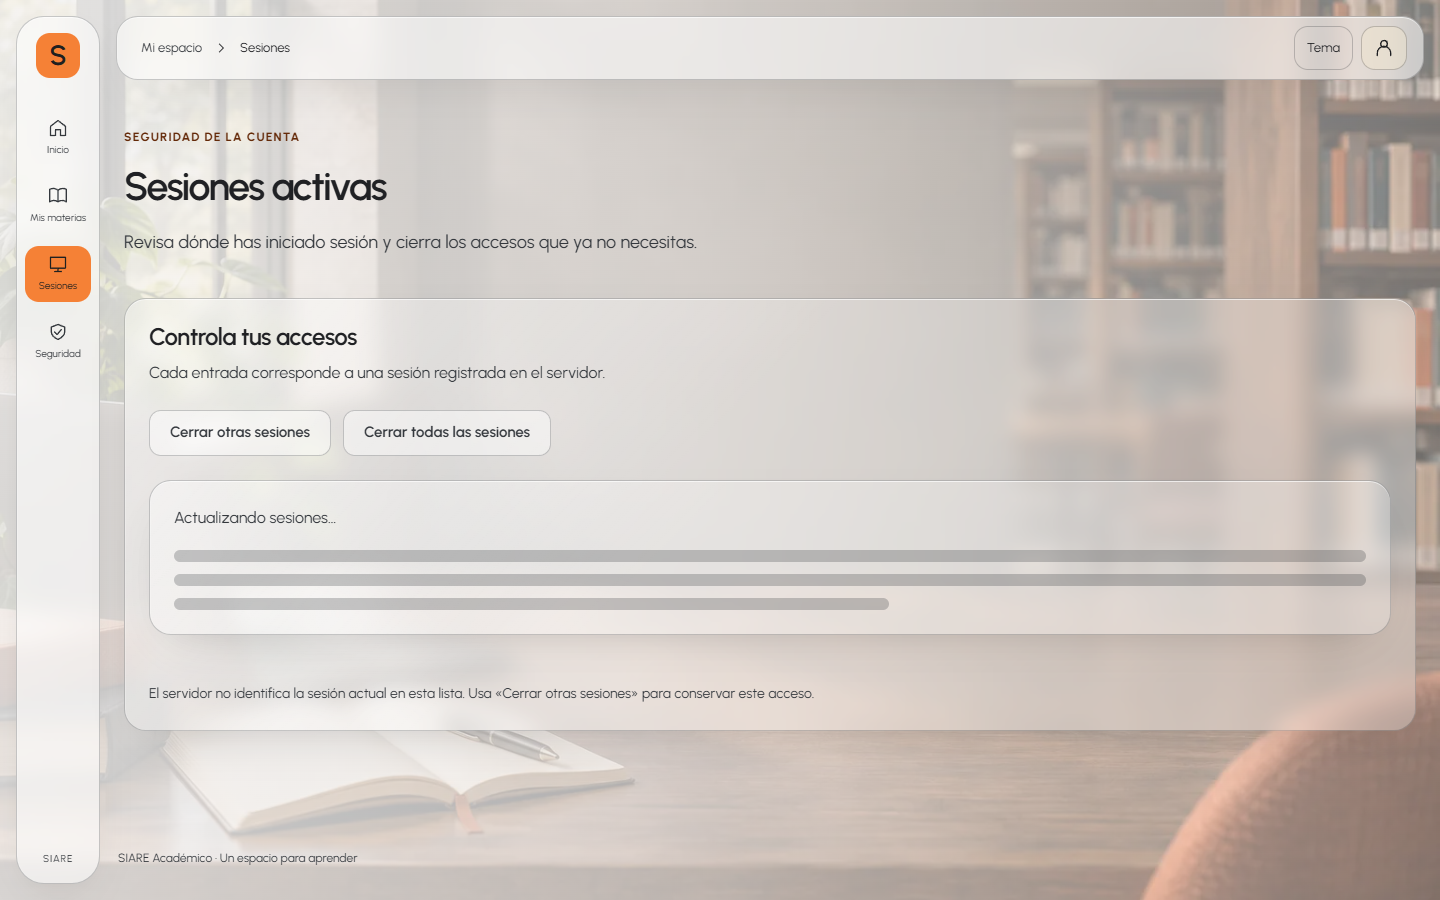 S
Mi espacio > Sesiones
Tema
Inicio
Mis materias
Sesiones
Seguridad
SIARE
SEGURIDAD DE LA CUENTA
Sesiones activas
Revisa dónde has iniciado sesión y cierra los accesos que ya no necesitas.
Controla tus accesos
Cada entrada corresponde a una sesión registrada en el servidor.
Cerrar otras sesiones
Cerrar todas las sesiones
Actualizando sesiones...
El servidor no identifica la sesión actual en esta lista. Usa «Cerrar otras sesiones» para conservar este acceso.
SIARE Académico · Un espacio para aprender